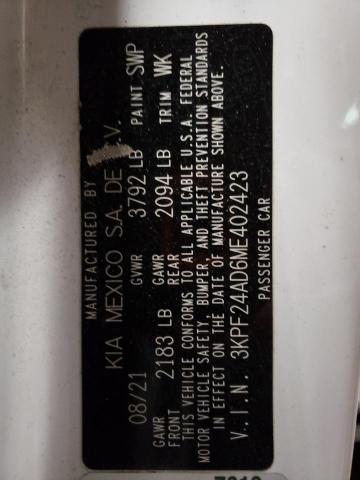 MANUFACTURED BY
KIA MEXICO S.A. DE V.
08/21 GVWR 3792 LB PAINT SWP
GAWR FRONT 2183 LB GAWR REAR 2094 LB TRIM WK
THIS VEHICLE CONFORMS TO ALL APPLICABLE U.S.A. FEDERAL
MOTOR VEHICLE SAFETY, BUMPER, AND THEFT PREVENTION STANDARDS
IN EFFECT ON THE DATE OF MANUFACTURE SHOWN ABOVE.
V.I.N. 3KPF24AD6ME402423
PASSENGER CAR